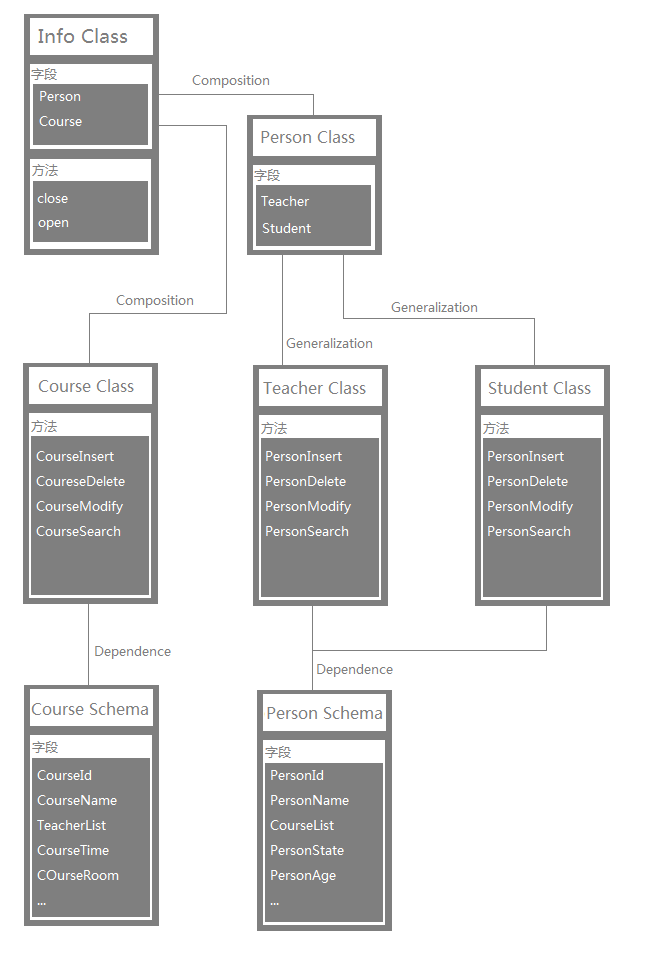 Info Class
字段
Person
Course
方法
close
open
Composition
Person Class
字段
Teacher
Student
Composition
Generalization
Generalization
Course Class
方法
CourseInsert
CoureseDelete
CourseModify
CourseSearch
Teacher Class
方法
PersonInsert
PersonDelete
PersonModify
PersonSearch
Student Class
方法
PersonInsert
PersonDelete
PersonModify
PersonSearch
Dependence
Dependence
Course Schema
字段
CourseId
CourseName
TeacherList
CourseTime
COurseRoom
...
Person Schema
字段
PersonId
PersonName
CourseList
PersonState
PersonAge
...